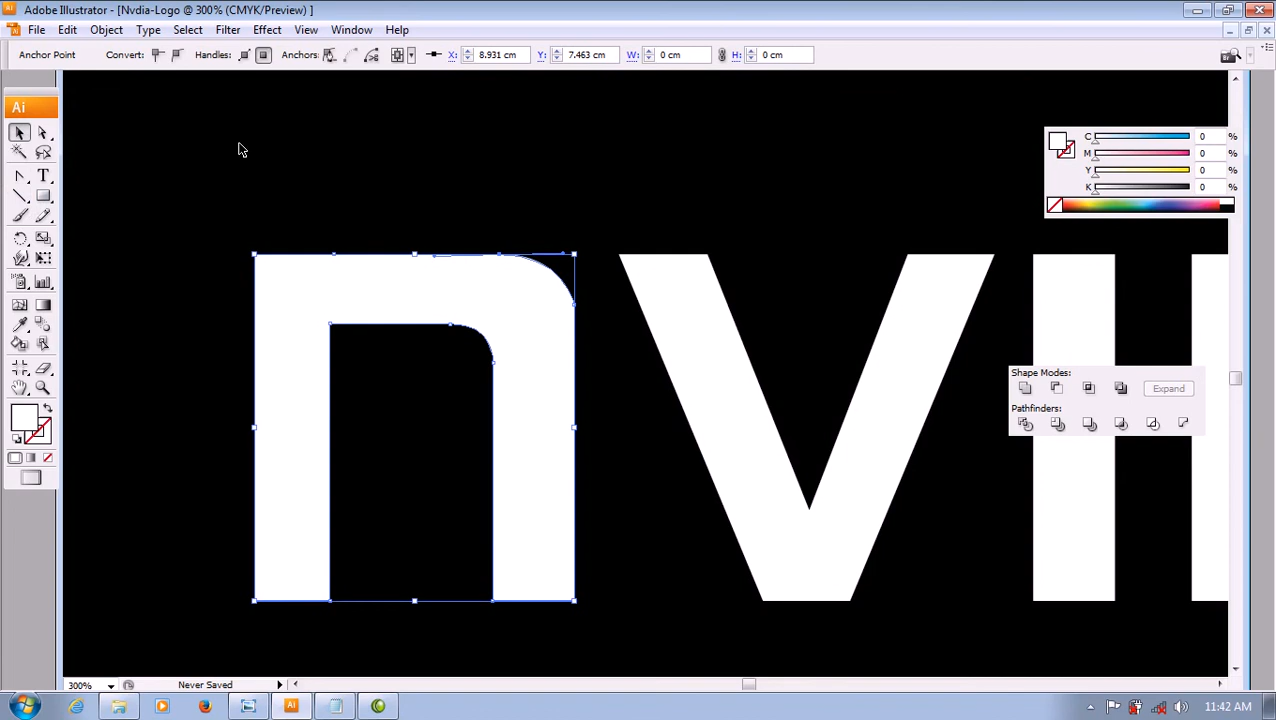 Adobe Illustrator - [Nvdia-Logo @ 300% (CMYK/Preview) ]
File Edit Object Type Select Filter Effect View Window Help
Anchor Point Convert: Handles: Anchors: X: 8.931 cm Y: 7.463 cm W: 0 cm H: 0 cm
Ai
C 0 %
M 0 %
Y 0 %
K 0 %
nvi
Shape Modes:
Expand
Pathfinders:
300% Never Saved
Ai 11:42 AM